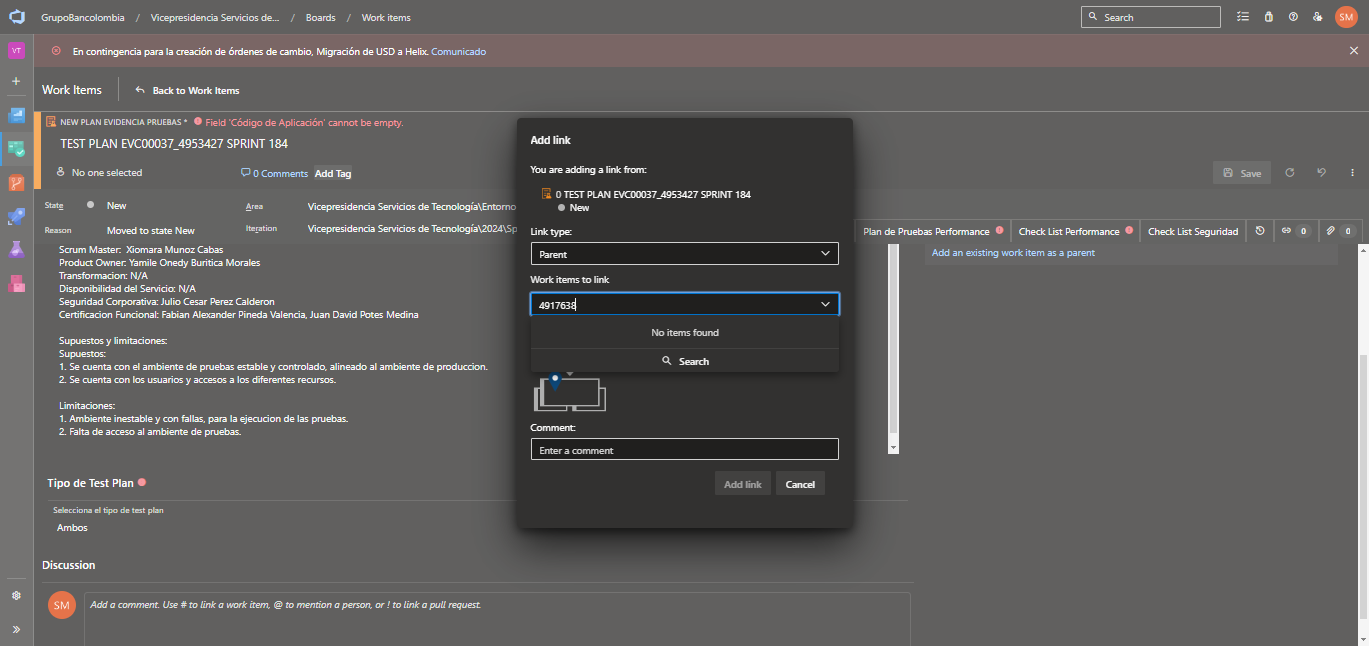 GrupoBancolombia / Vicepresidencia Servicios de... / Boards / Work items
Search
SM
VT
En contingencia para la creación de órdenes de cambio, Migración de USD a Helix. Comunicado
Work Items
Back to Work Items
NEW PLAN EVIDENCIA PRUEBAS * Field 'Código de Aplicación' cannot be empty.
TEST PLAN EVC00037_4953427 SPRINT 184
No one selected
0 Comments
Add Tag
Save
State
New
Area
Vicepresidencia Servicios de Tecnología\Entorno
Reason
Moved to state New
Iteration
Vicepresidencia Servicios de Tecnología\2024\Sp
Plan de Pruebas Performance
Check List Performance
Check List Seguridad
0
0
Scrum Master: Xiomara Munoz Cabas
Product Owner: Yamile Onedy Buritica Morales
Transformacion: N/A
Disponibilidad del Servicio: N/A
Seguridad Corporativa: Julio Cesar Perez Calderon
Certificacion Funcional: Fabian Alexander Pineda Valencia, Juan David Potes Medina
Supuestos y limitaciones:
Supuestos:
1. Se cuenta con el ambiente de pruebas estable y controlado, alineado al ambiente de produccion.
2. Se cuenta con los usuarios y accesos a los diferentes recursos.
Limitaciones:
1. Ambiente inestable y con fallas, para la ejecucion de las pruebas.
2. Falta de acceso al ambiente de pruebas.
Tipo de Test Plan
Selecciona el tipo de test plan
Ambos
Discussion
SM
Add a comment. Use # to link a work item, @ to mention a person, or ! to link a pull request.
Add an existing work item as a parent
Add link
You are adding a link from:
0 TEST PLAN EVC00037_4953427 SPRINT 184
New
Link type:
Parent
Work items to link
4917638
No items found
Search
Comment:
Enter a comment
Add link
Cancel